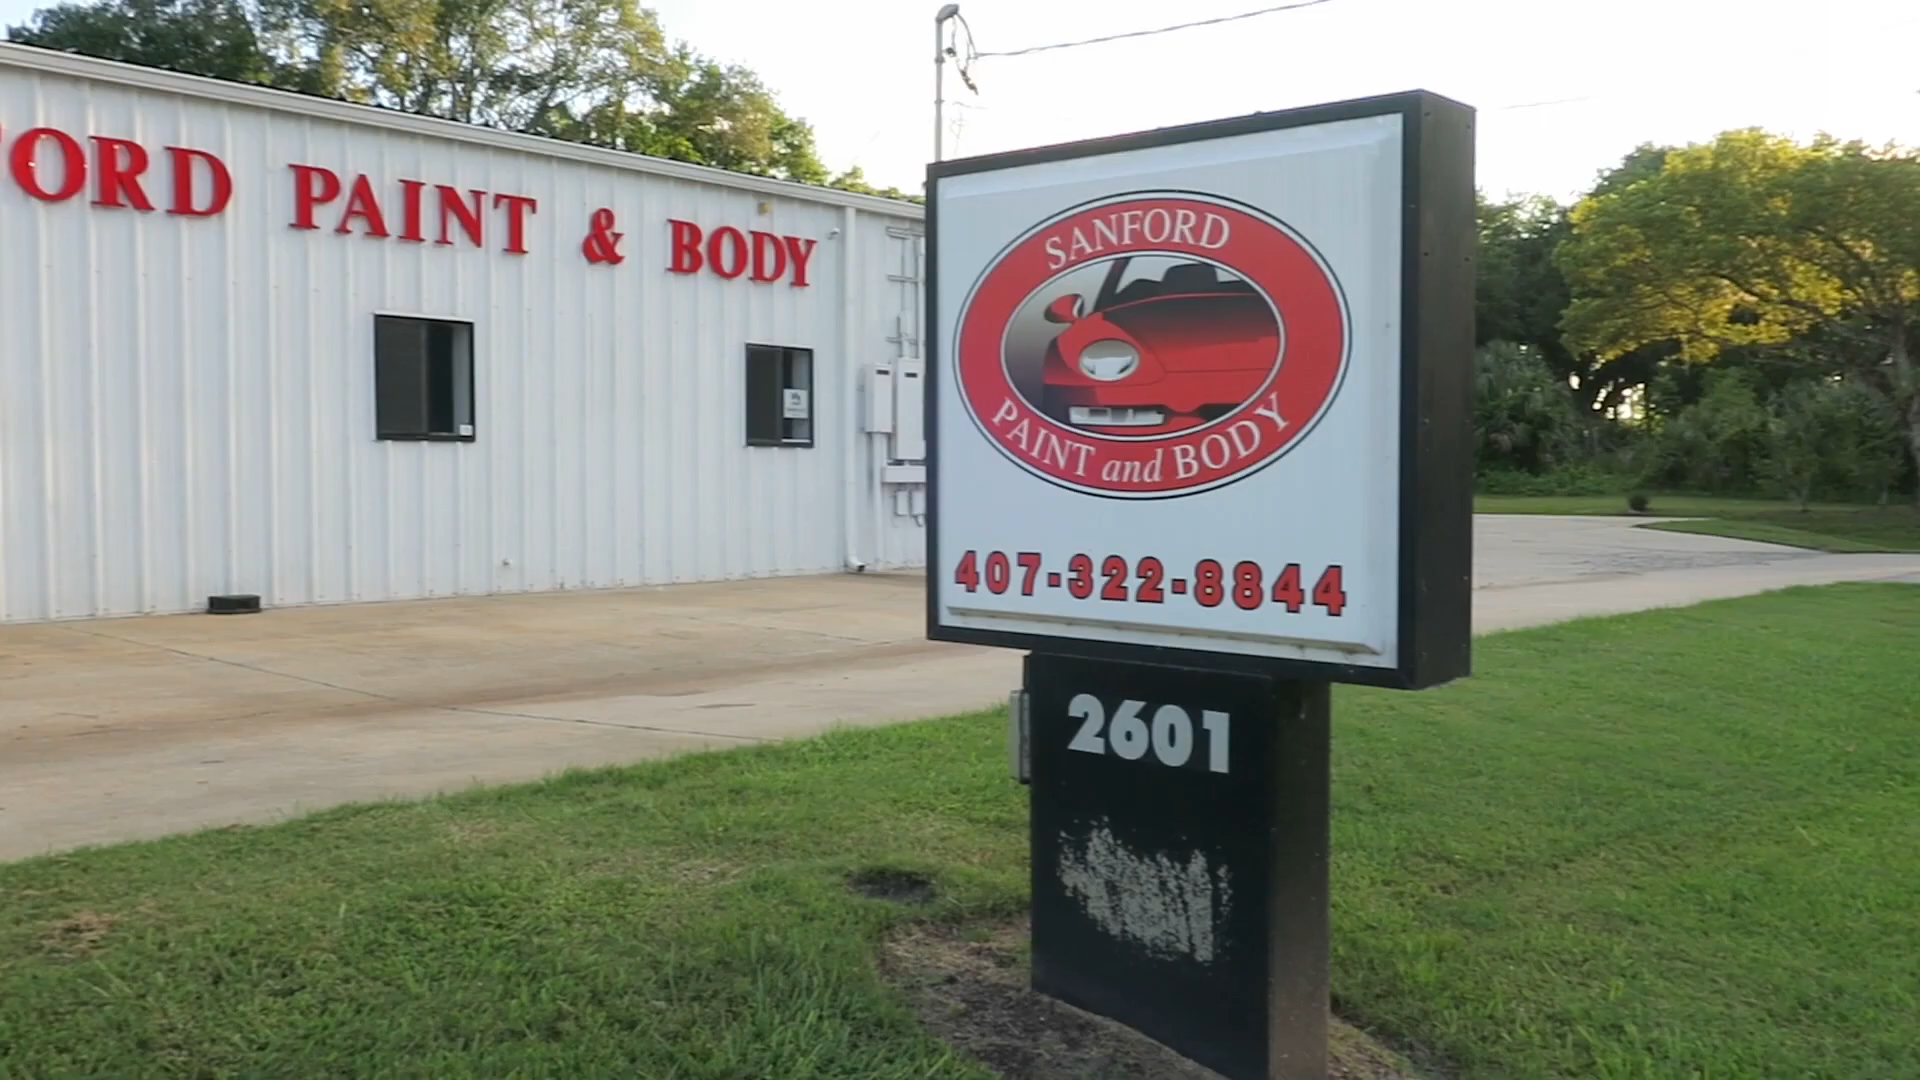 ORD PAINT & BODY
SANFORD
PAINT and BODY
407-322-8844
2601